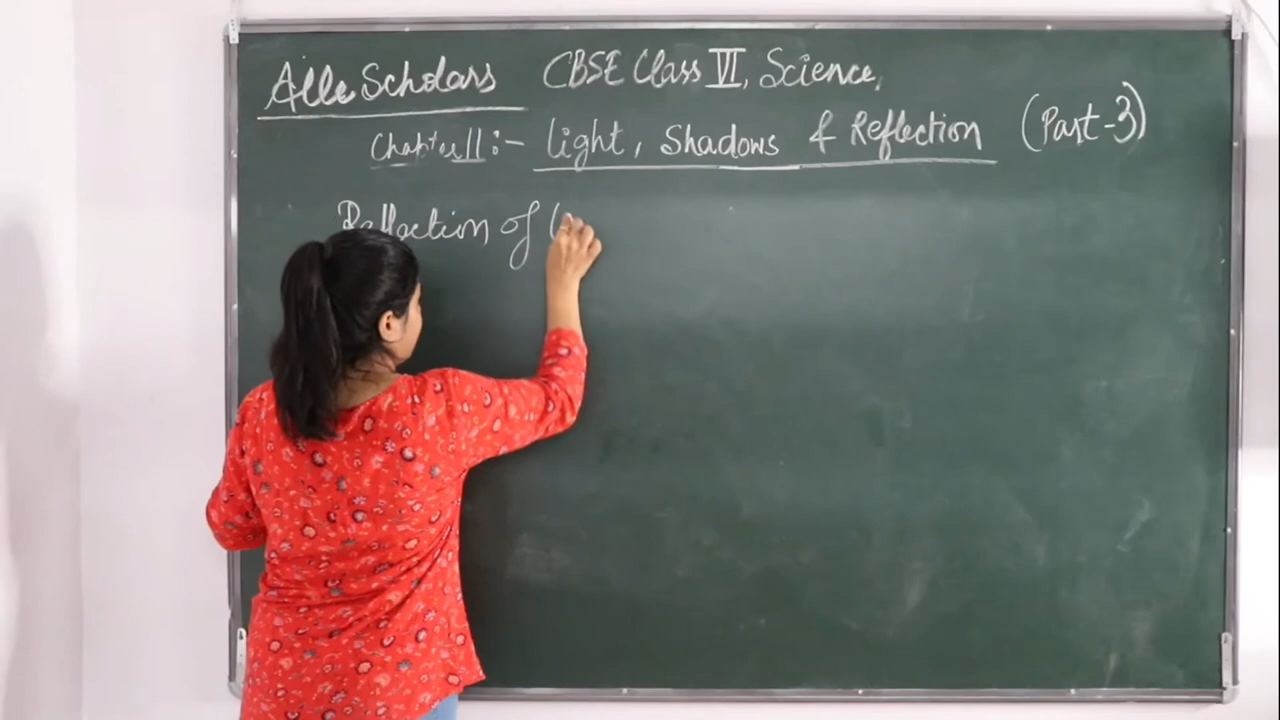 Alle Scholars CBSE Class VI, Science,
Chapter 11 :- Light, Shadows & Reflection (Part-3)
Reflection of